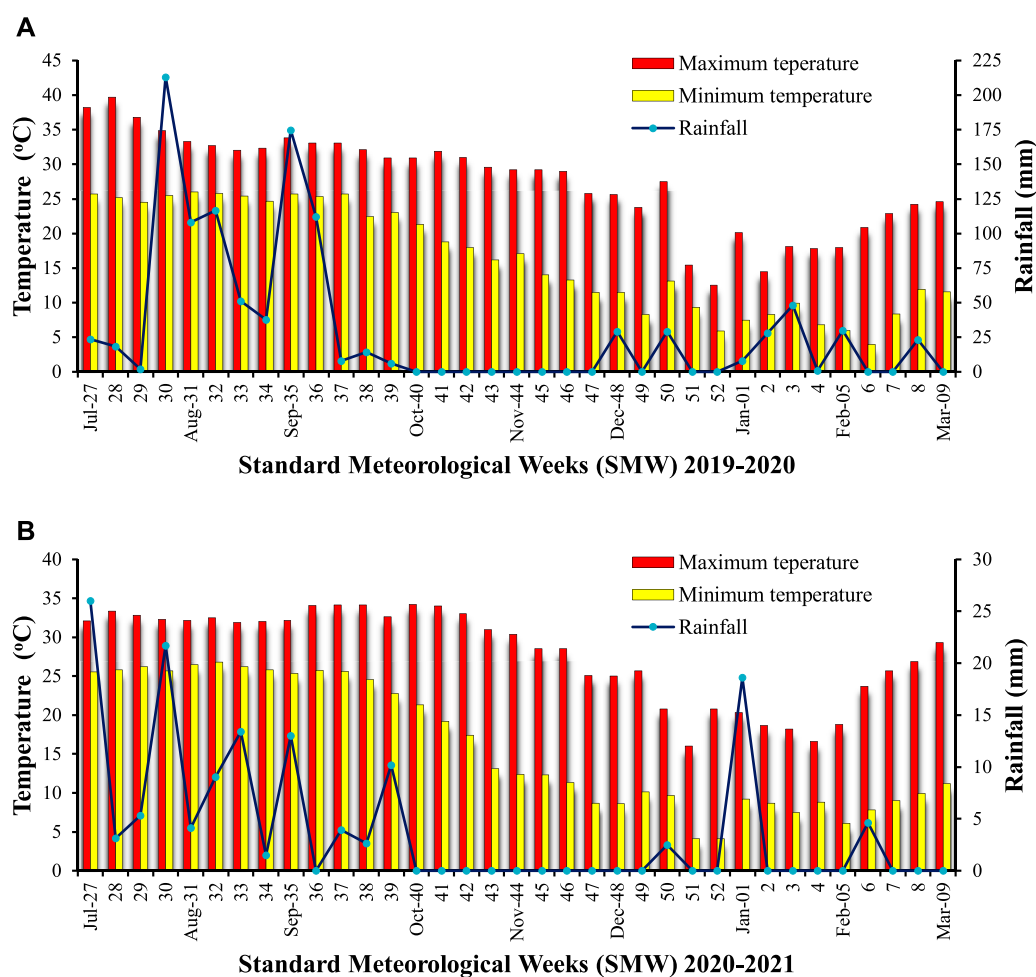 A
Temperature (°C)
45
40
35
30
25
20
15
10
5
0
Maximum teperature
Minimum temperature
Rainfall
225
200
175
150
125
100
75
50
25
0
Rainfall (mm)
Jul-27 28 29 30 Aug-31 32 33 34 Sep-35 36 37 38 39 Oct-40 41 42 43 Nov-44 45 46 47 Dec-48 49 50 51 52 Jan-01 2 3 4 Feb-05 6 7 8 Mar-09
Standard Meteorological Weeks (SMW) 2019-2020
B
Temperature (°C)
40
35
30
25
20
15
10
5
0
Maximum teperature
Minimum temperature
Rainfall
30
25
20
15
10
5
0
Rainfall (mm)
Jul-27 28 29 30 Aug-31 32 33 34 Sep-35 36 37 38 39 Oct-40 41 42 43 Nov-44 45 46 47 Dec-48 49 50 51 52 Jan-01 2 3 4 Feb-05 6 7 8 Mar-09
Standard Meteorological Weeks (SMW) 2020-2021